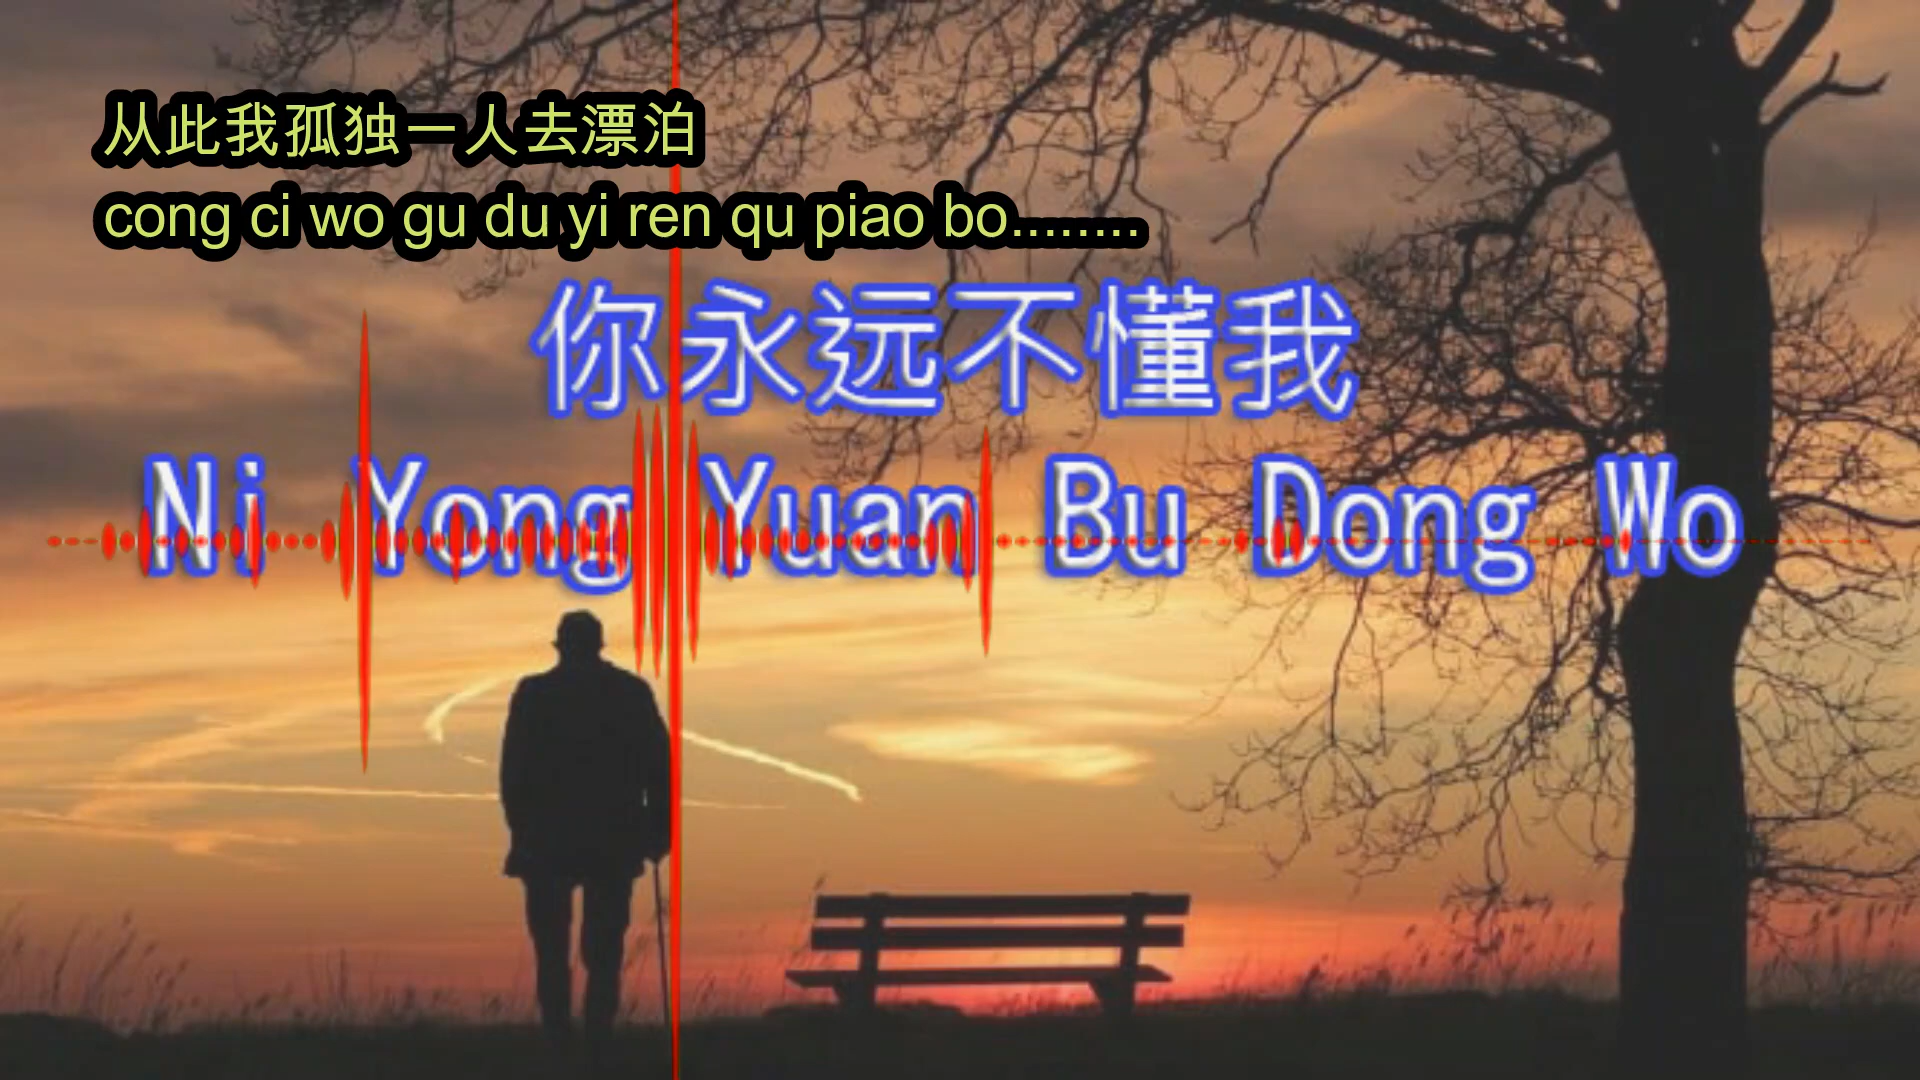 从此我孤独一人去漂泊
cong ci wo gu du yi ren qu piao bo........
你永远不懂我
Ni Yong Yuan Bu Dong Wo